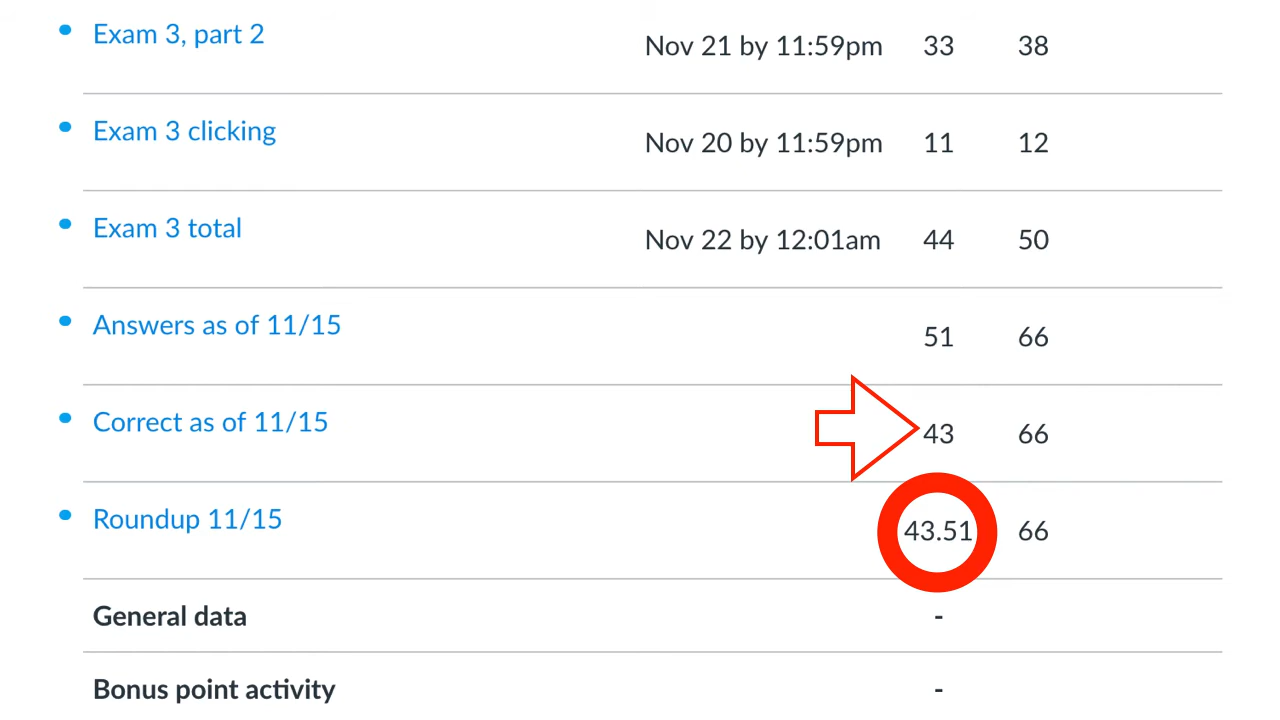 Exam 3, part 2 Nov 21 by 11:59pm 33 38
Exam 3 clicking Nov 20 by 11:59pm 11 12
Exam 3 total Nov 22 by 12:01am 44 50
Answers as of 11/15 51 66
Correct as of 11/15 43 66
Roundup 11/15 43.51 66
General data -
Bonus point activity -